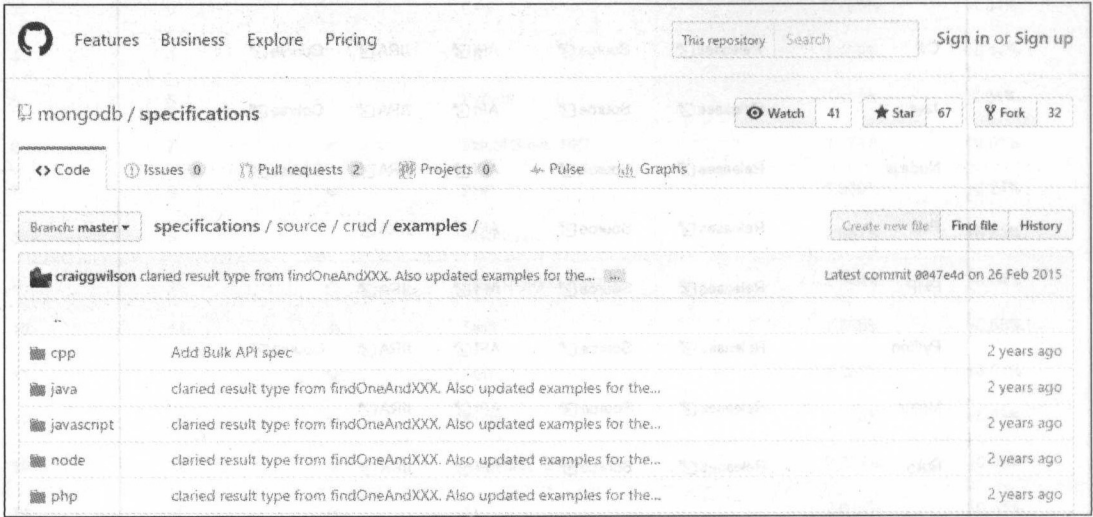 Features Business Explore Pricing This repository Search Sign in or Sign up
mongodb / specifications Watch 41 Star 67 Fork 32
<> Code Issues 0 Pull requests 2 Projects 0 Pulse Graphs
Branch: master specifications / source / crud / examples / Create new file Find file History
craiggwilson claried result type from findOneAndXXX. Also updated examples for the... ... Latest commit 0047e4d on 26 Feb 2015
..
cpp Add Bulk API spec 2 years ago
java claried result type from findOneAndXXX. Also updated examples for the... 2 years ago
javascript claried result type from findOneAndXXX. Also updated examples for the... 2 years ago
node claried result type from findOneAndXXX. Also updated examples for the... 2 years ago
php claried result type from findOneAndXXX. Also updated examples for the... 2 years ago